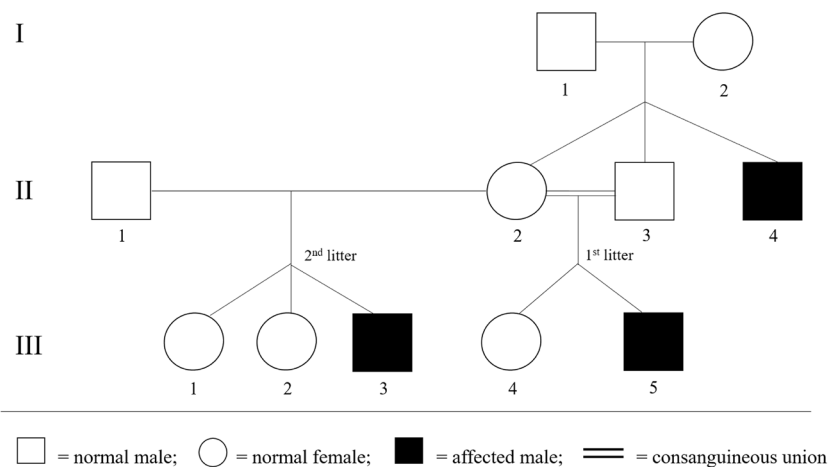 I
1 2
II
1 2 3 4
2nd litter 1st litter
III
1 2 3 4 5
= normal male; = normal female; = affected male; = consanguineous union